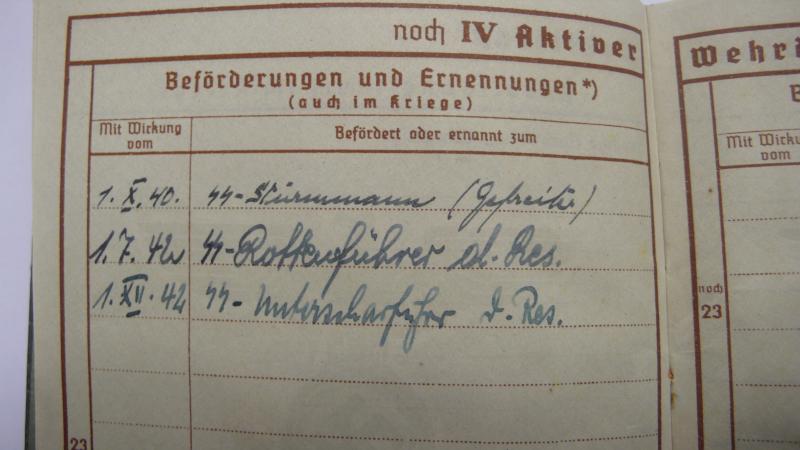 noch IV Aktiver
Wehr
Beförderungen und Ernennungen*)
(auch im Kriege)
Mit Wirkung vom
Befördert oder ernannt zum
Mit Wirku
vom
1. X. 40. SS-Sturmmann (Gefreiter)
1.7.42 SS-Rottenführer d. Res.
1. XII. 42 SS-Unterscharführer d. Res.
noch
23
23